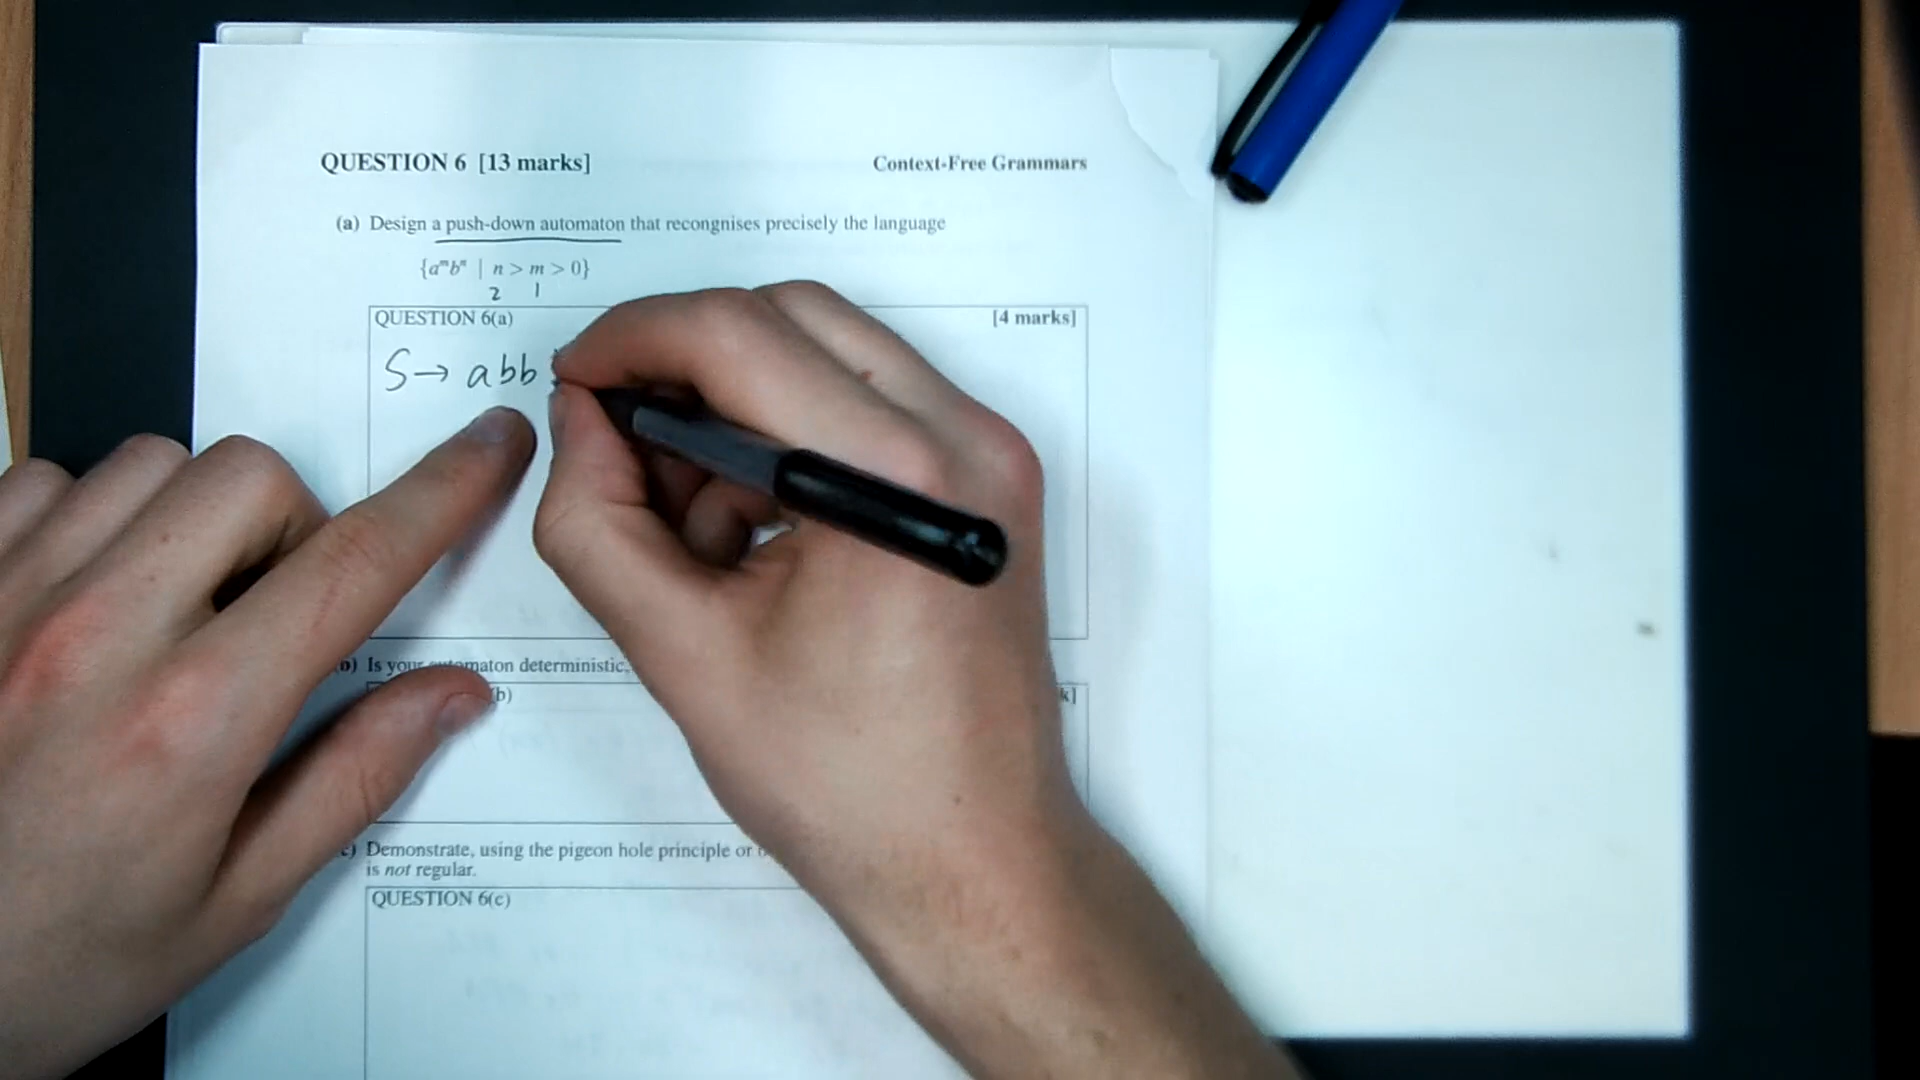 QUESTION 6 [13 marks] Context-Free Grammars
(a) Design a push-down automaton that recongnises precisely the language
{aᵐbⁿ | n > m > 0}
2 1
QUESTION 6(a) [4 marks]
S → abb
Is your automaton deterministic
(b)
Demonstrate, using the pigeon hole principle or
is not regular.
QUESTION 6(c)